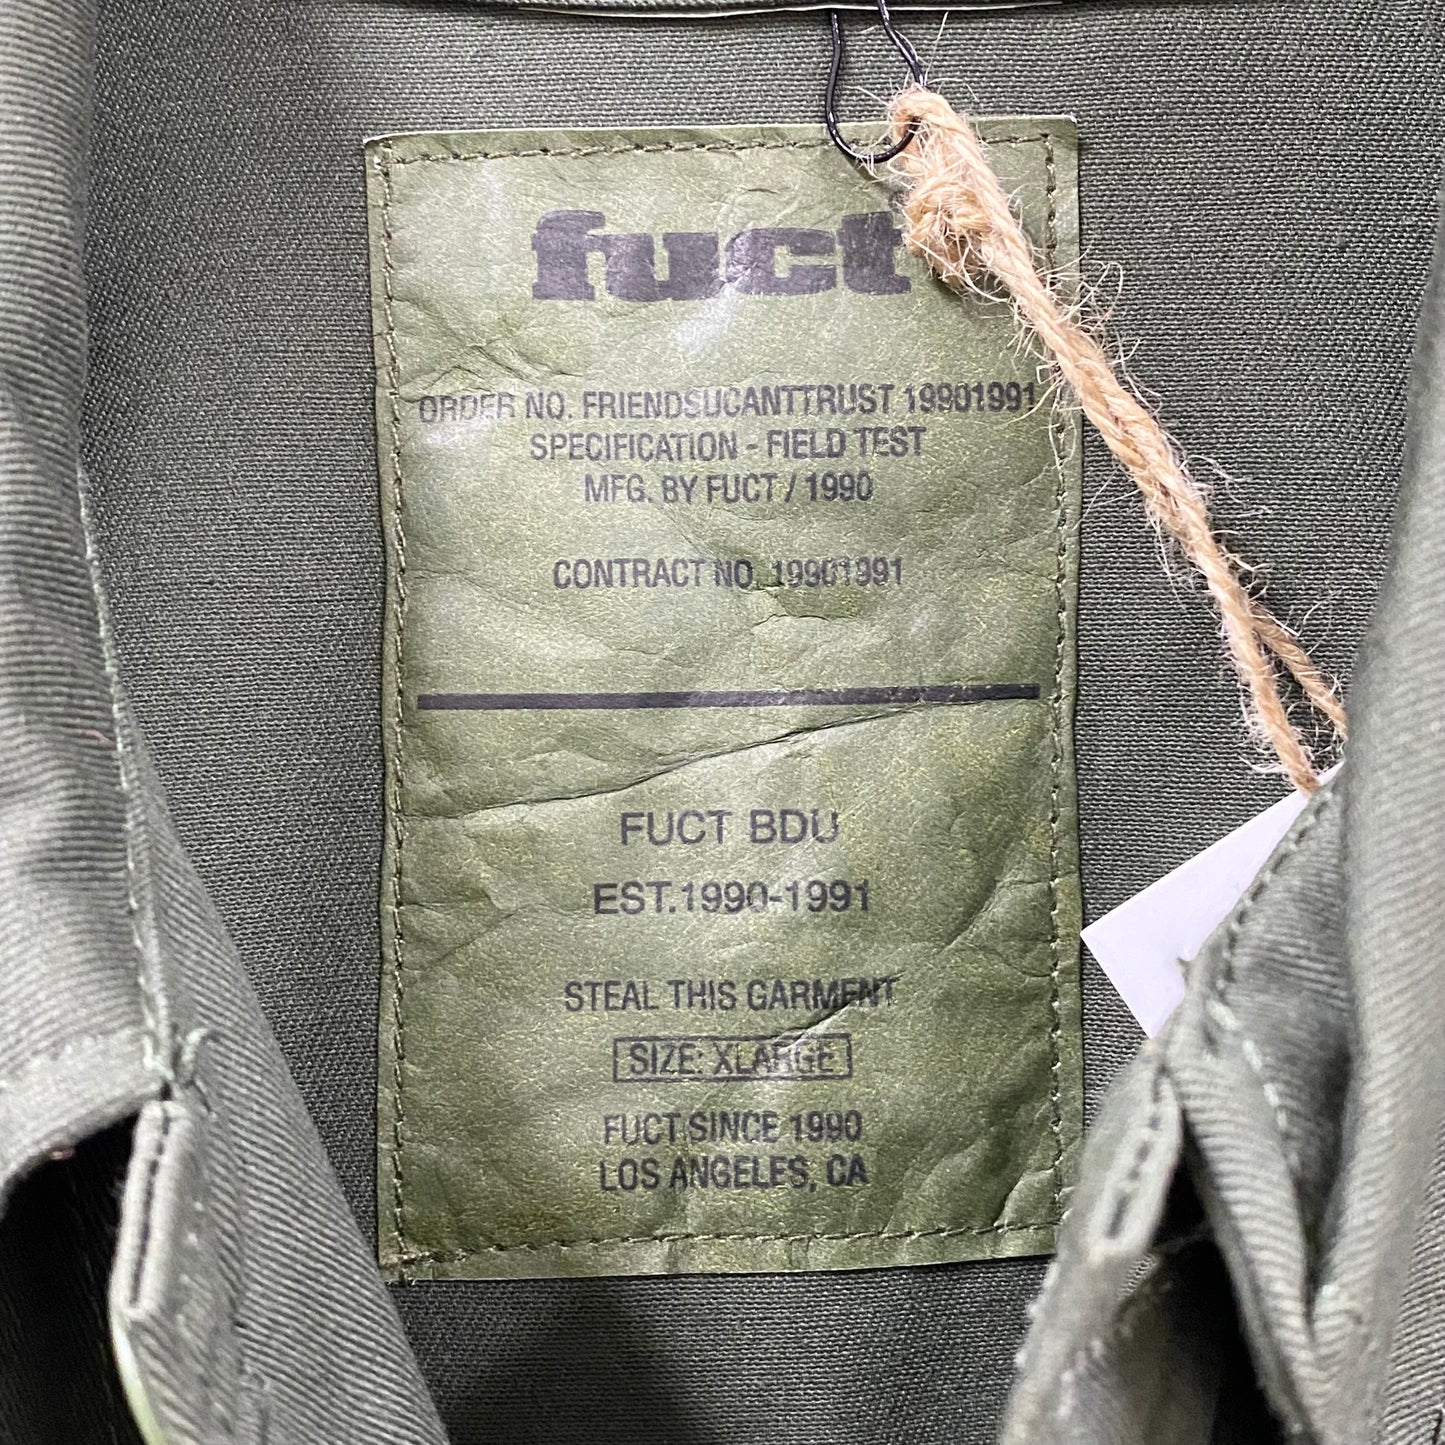 fuct
ORDER NO. FRIENDSUCANTTRUST 19901991
SPECIFICATION - FIELD TEST
MFG. BY FUCT / 1990
CONTRACT NO. 19901991
FUCT BDU
EST.1990-1991
STEAL THIS GARMENT
SIZE: XLARGE
FUCT SINCE 1990
LOS ANGELES, CA